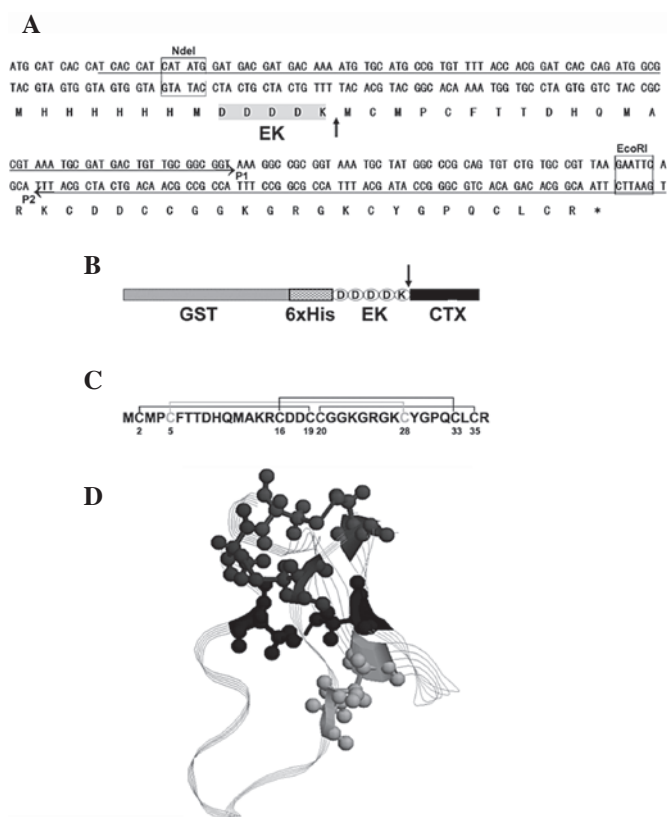 A
NdeI
ATG CAT CAC CA TCAC CAT CAT ATG GAT GAC GAT GAC AAA ATG TGC ATG CCG TGT TTT ACC ACG GAT CAC CAG ATG GCG
TAC GTA GTG GTA GTG GTA GTA TAC CTA CTG CTA CTG TTT TAC ACG TAC GGC ACA AAA TGG TGC CTA GTG GTC TAC CGC
M H H H H H M D D D D K M C M P C F T T D H Q M A
EK
EcoRI
CGT AAA TGC GAT GAC TGT TGC GGC GGT AAA GGC CGC GGT AAA TGC TAT GGC CCG CAG TGT CTG TGC CGT TAA GAATTC A
P1
GCA TTT ACG CTA CTG ACA ACG CCG CCA TTT CCG GCG CCA TTT ACG ATA CCG GGC GTC ACA GAC ACG GCA ATT CTTAAG T
P2
R K C D D C C G G K G R G K C Y G P Q C L C R *
B
D D D D K
GST 6xHis EK CTX
C
MCMPCFTTDHQMAKRCDDCCGGKGRGKCYGPQCLCR
2 5 16 19 20 28 33 35
D